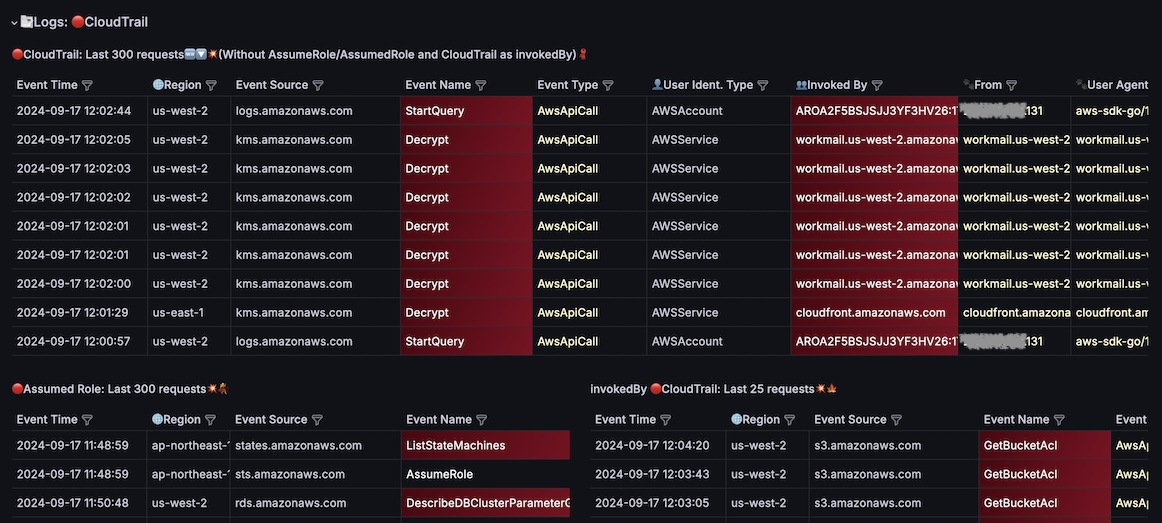 Logs: CloudTrail
CloudTrail: Last 300 requests (Without AssumeRole/AssumedRole and CloudTrail as invokedBy)
Event Time Region Event Source Event Name Event Type User Ident. Type Invoked By From User Agent
2024-09-17 12:02:44 us-west-2 logs.amazonaws.com StartQuery AwsApiCall AWSAccount AROA2F5BSJSJJ3YF3HV26:1 131 aws-sdk-go/1
2024-09-17 12:02:05 us-west-2 kms.amazonaws.com Decrypt AwsApiCall AWSService workmail.us-west-2.amazonav workmail.us-west-2 workmail.us-
2024-09-17 12:02:03 us-west-2 kms.amazonaws.com Decrypt AwsApiCall AWSService workmail.us-west-2.amazonav workmail.us-west-2 workmail.us-
2024-09-17 12:02:02 us-west-2 kms.amazonaws.com Decrypt AwsApiCall AWSService workmail.us-west-2.amazonav workmail.us-west-2 workmail.us-
2024-09-17 12:02:01 us-west-2 kms.amazonaws.com Decrypt AwsApiCall AWSService workmail.us-west-2.amazonav workmail.us-west-2 workmail.us-
2024-09-17 12:02:01 us-west-2 kms.amazonaws.com Decrypt AwsApiCall AWSService workmail.us-west-2.amazonav workmail.us-west-2 workmail.us-
2024-09-17 12:02:00 us-west-2 kms.amazonaws.com Decrypt AwsApiCall AWSService workmail.us-west-2.amazonav workmail.us-west-2 workmail.us-
2024-09-17 12:01:29 us-east-1 kms.amazonaws.com Decrypt AwsApiCall AWSService cloudfront.amazonaws.com cloudfront.amazona cloudfront.am
2024-09-17 12:00:57 us-west-2 logs.amazonaws.com StartQuery AwsApiCall AWSAccount AROA2F5BSJSJJ3YF3HV26:1 131 aws-sdk-go/1
Assumed Role: Last 300 requests
Event Time Region Event Source Event Name
2024-09-17 11:48:59 ap-northeast- states.amazonaws.com ListStateMachines
2024-09-17 11:48:59 ap-northeast- sts.amazonaws.com AssumeRole
2024-09-17 11:50:48 us-west-2 rds.amazonaws.com DescribeDBClusterParameterG
invokedBy CloudTrail: Last 25 requests
Event Time Region Event Source Event Name Event
2024-09-17 12:04:20 us-west-2 s3.amazonaws.com GetBucketAcl AwsAp
2024-09-17 12:03:43 us-west-2 s3.amazonaws.com GetBucketAcl AwsAp
2024-09-17 12:03:05 us-west-2 s3.amazonaws.com GetBucketAcl AwsAp